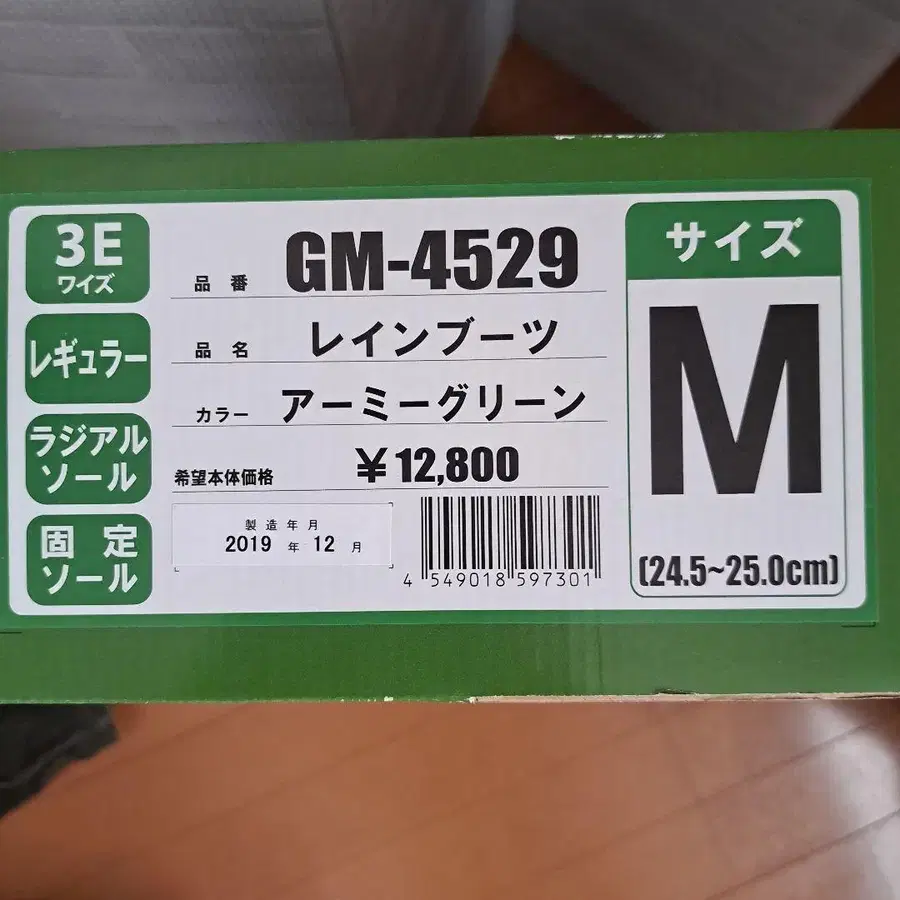 3E
ワイズ
レギュラー
ラジアル
ソール
固定
ソール
品番 GM-4529
品名 レインブーツ
カラー アーミーグリーン
希望本体価格 ¥12,800
製造年月
2019 年 12 月
4 549018 597301
サイズ
M
(24.5~25.0cm)